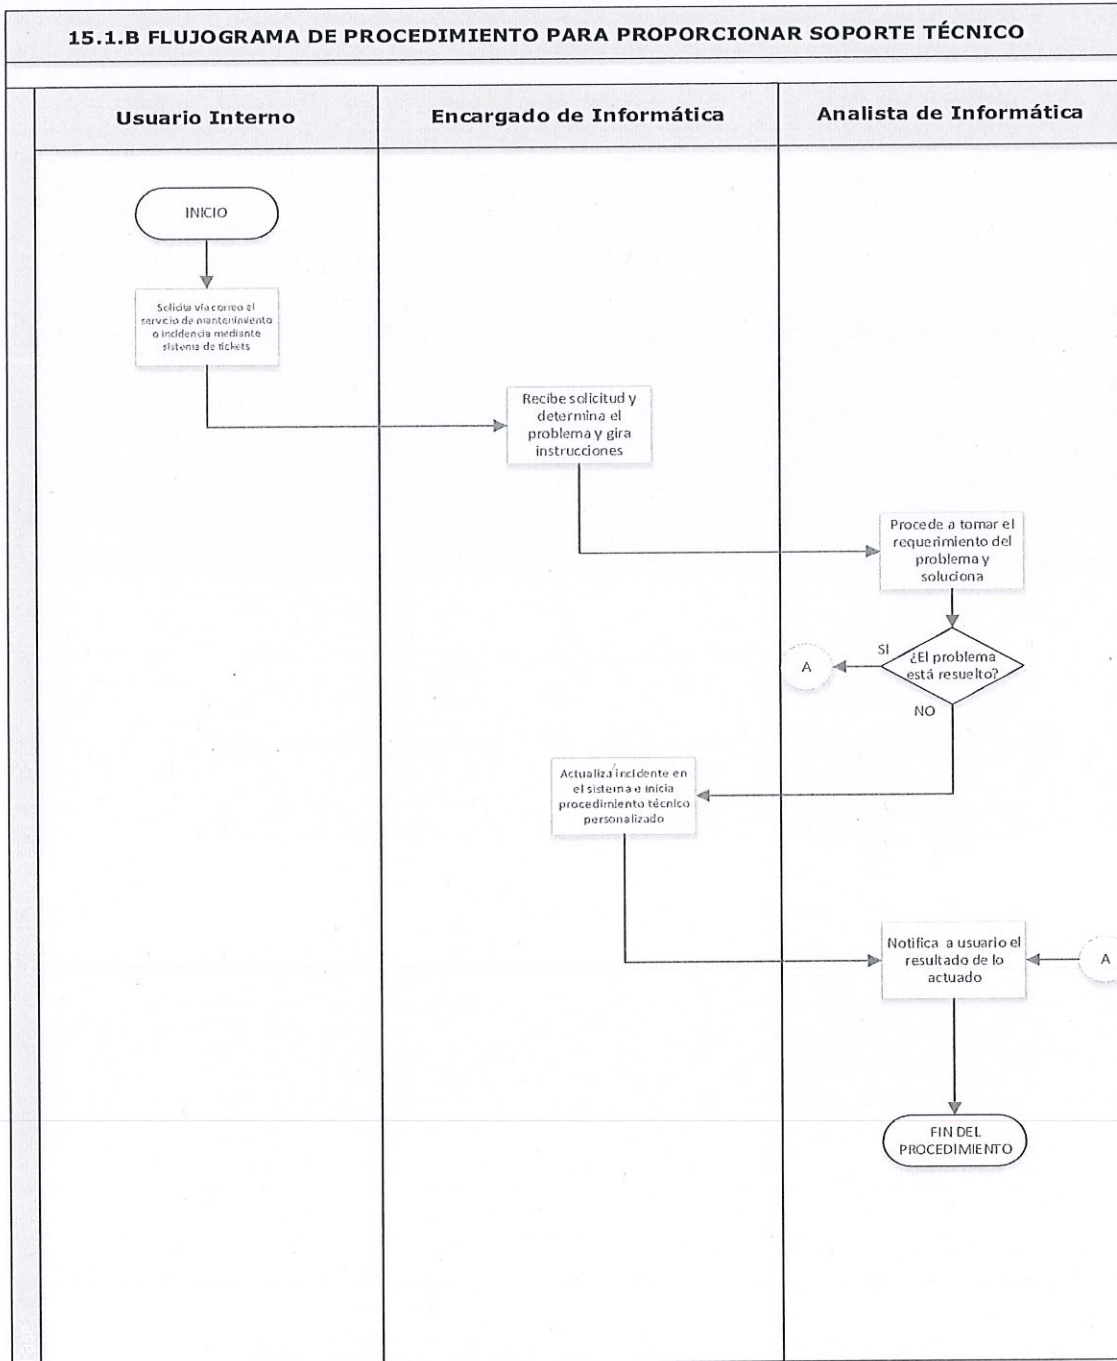 15.1.B FLUJOGRAMA DE PROCEDIMIENTO PARA PROPORCIONAR SOPORTE TÉCNICO
Usuario Interno
Encargado de Informática
Analista de Informática
INICIO
Solicita vía correo el
servicio de mantenimiento
o incidencia mediante
sistema de tickets
Recibe solicitud y
determina el
problema y gira
instrucciones
Procede a tomar el
requerimiento del
problema y
soluciona
¿El problema
está resuelto?
SI
A
NO
Actualiza incidente en
el sistema e inicia
procedimiento técnico
personalizado
Notifica a usuario el
resultado de lo
actuado
A
FIN DEL
PROCEDIMIENTO